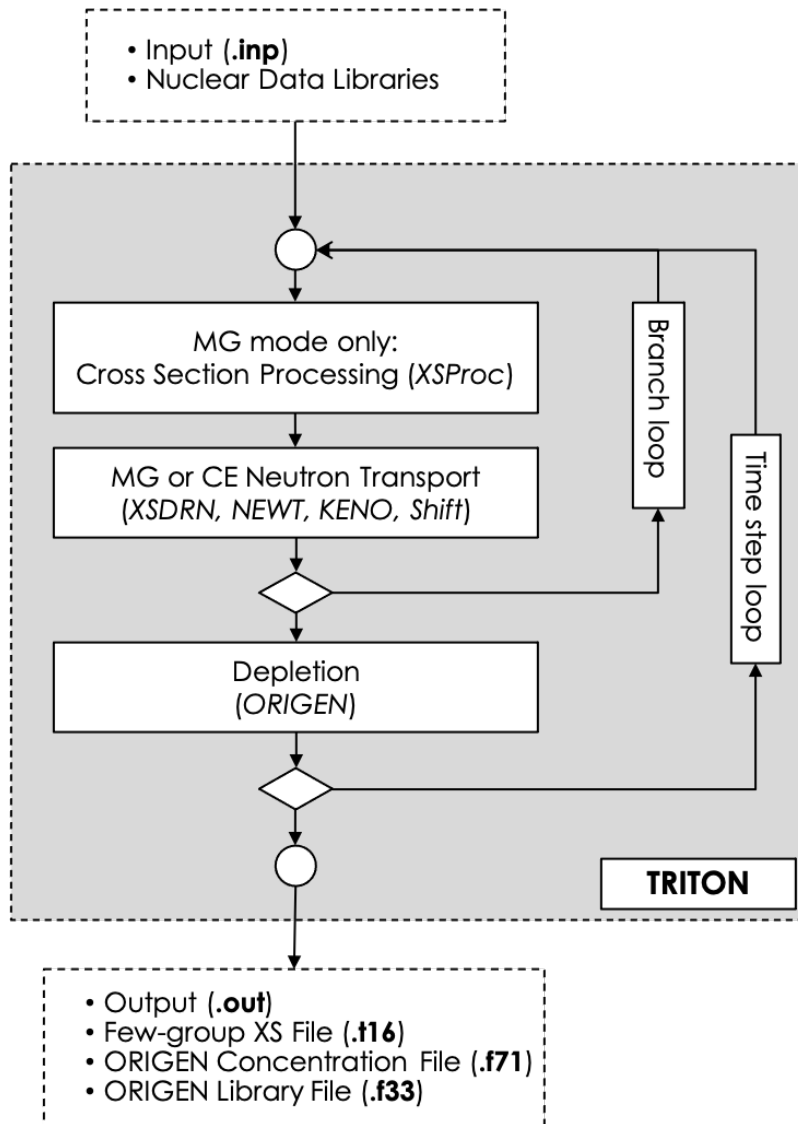 • Input (.inp)
• Nuclear Data Libraries
MG mode only:
Cross Section Processing (XSProc)
MG or CE Neutron Transport
(XSDRN, NEWT, KENO, Shift)
Branch loop
Time step loop
Depletion
(ORIGEN)
TRITON
• Output (.out)
• Few-group XS File (.t16)
• ORIGEN Concentration File (.f71)
• ORIGEN Library File (.f33)